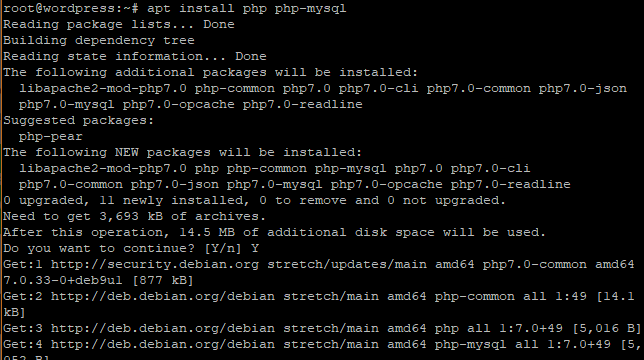 root@wordpress:~# apt install php php-mysql
Reading package lists... Done
Building dependency tree
Reading state information... Done
The following additional packages will be installed:
  libapache2-mod-php7.0 php-common php7.0 php7.0-cli php7.0-common php7.0-json
  php7.0-mysql php7.0-opcache php7.0-readline
Suggested packages:
  php-pear
The following NEW packages will be installed:
  libapache2-mod-php7.0 php php-common php-mysql php7.0 php7.0-cli
  php7.0-common php7.0-json php7.0-mysql php7.0-opcache php7.0-readline
0 upgraded, 11 newly installed, 0 to remove and 0 not upgraded.
Need to get 3,693 kB of archives.
After this operation, 14.5 MB of additional disk space will be used.
Do you want to continue? [Y/n] Y
Get:1 http://security.debian.org stretch/updates/main amd64 php7.0-common amd64
7.0.33-0+deb9u1 [877 kB]
Get:2 http://deb.debian.org/debian stretch/main amd64 php-common all 1:49 [14.1
kB]
Get:3 http://deb.debian.org/debian stretch/main amd64 php all 1:7.0+49 [5,016 B]
Get:4 http://deb.debian.org/debian stretch/main amd64 php-mysql all 1:7.0+49 [5,